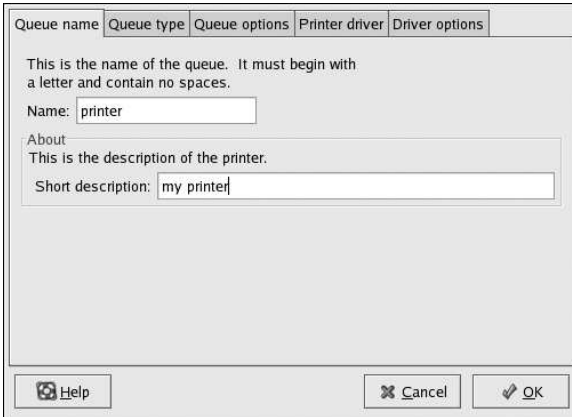 Queue name Queue type Queue options Printer driver Driver options
This is the name of the queue. It must begin with
a letter and contain no spaces.
Name: printer
About
This is the description of the printer.
Short description: my printer
Help Cancel OK